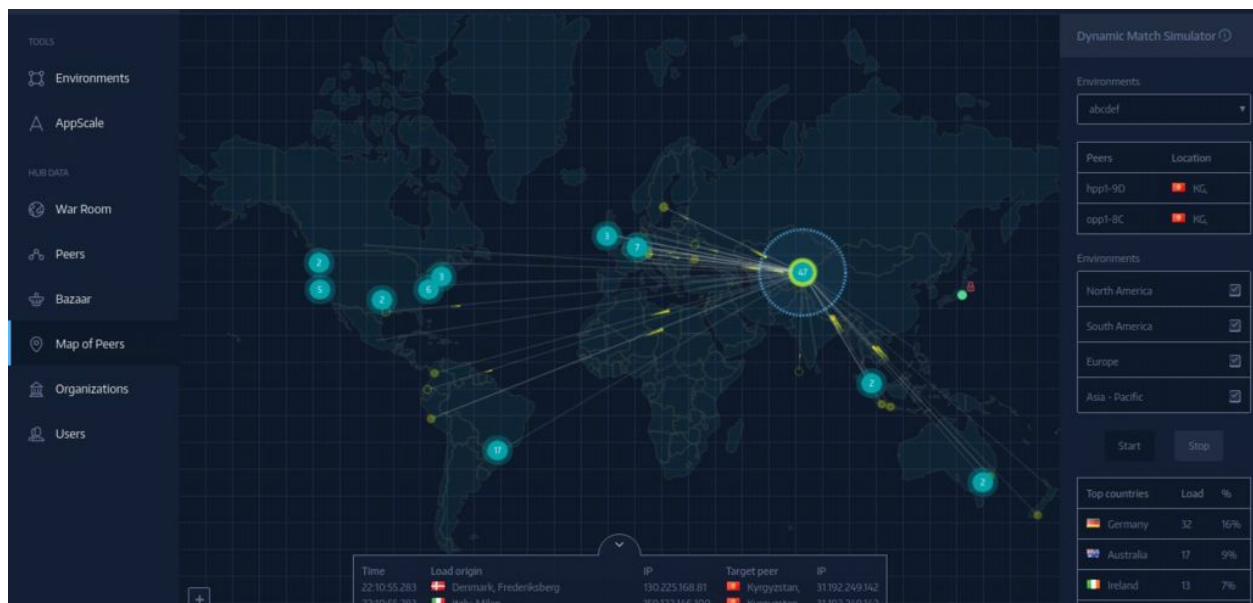 TOOLS
Environments
AppScale
HUB DATA
War Room
Peers
Bazaar
Map of Peers
Organizations
Users
2
5
2
3
6
3
7
47
17
2
2
Time Load origin IP Target peer IP
22:10:55.283 Denmark, Frederiksberg 130.225.168.81 Kyrgyzstan, 31.192.249.142
Dynamic Match Simulator
Environments
abcdef
Peers Location
hpp1-9D KG,
opp1-8C KG,
Environments
North America
South America
Europe
Asia - Pacific
Start Stop
Top countries Load %
Germany 32 16%
Australia 17 9%
Ireland 13 7%